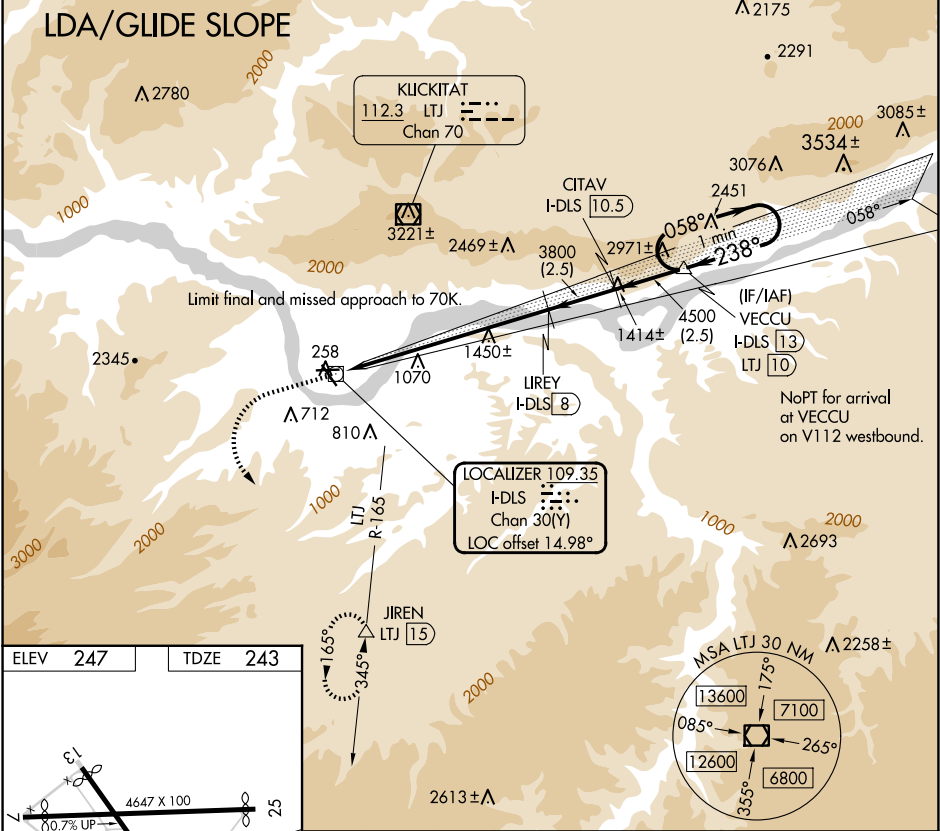 LDA/GLIDE SLOPE
2175
2291
2000
2780
KLICKITAT
112.3 LTJ
Chan 70
3085±
2000
3534±
3076
CITAV
I-DLS 10.5
2451
058°
1 min
058°
1000
3221±
2469±
3800
(2.5)
2971±
238°
2000
Limit final and missed approach to 70K.
4500
(2.5)
1414±
(IF/IAF)
VECCU
I-DLS 13
LTJ 10
2345
258
1450±
1070
LIREY
I-DLS 8
NoPT for arrival
at VECCU
on V112 westbound.
712
810
LOCALIZER 109.35
I-DLS
Chan 30(Y)
LOC offset 14.98°
1000
LTJ
R-165
1000
2000
3000
2000
2693
JIREN
LTJ 15
165°
345°
ELEV 247
TDZE 243
2258±
2000
MSA LTJ 30 NM
13600
175°
7100
085°
265°
12600
6800
355°
13
4647 X 100
7
25
0.7% UP
2613±